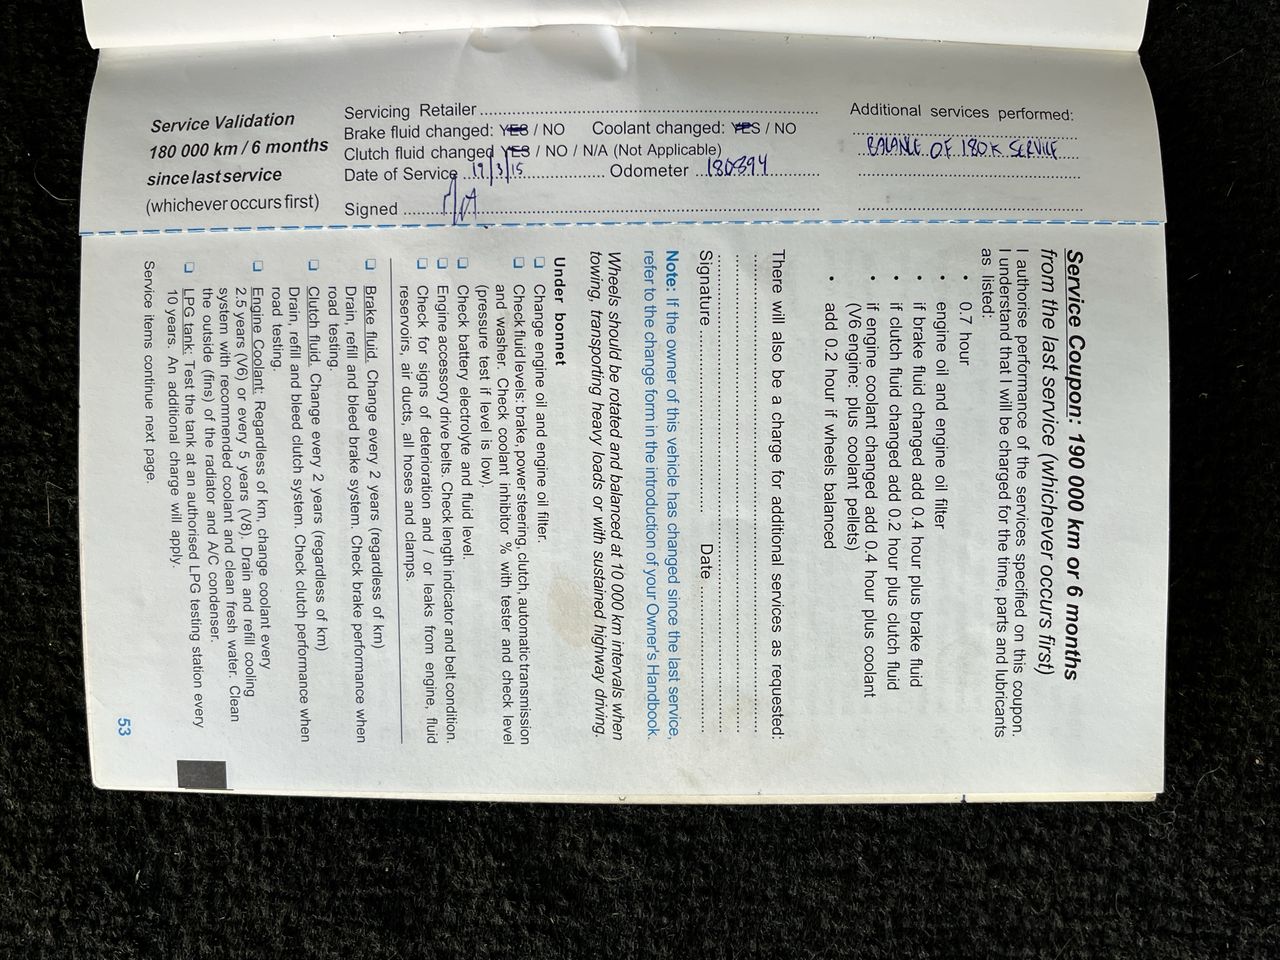 Service Validation
180 000 km / 6 months
since last service
(whichever occurs first)
Servicing Retailer
Brake fluid changed: YES / NO Coolant changed: YES / NO
Clutch fluid changed YES / NO / N/A (Not Applicable)
Date of Service 19/3/15 Odometer 180894
Signed
Additional services performed:
BALANCE OF 180K SERVICE
Service Coupon: 190 000 km or 6 months
from the last service (whichever occurs first)
I authorise performance of the services specified on this coupon.
I understand that I will be charged for the time, parts and lubricants
as listed:
• 0.7 hour
• engine oil and engine oil filter
• if brake fluid changed add 0.4 hour plus brake fluid
• if clutch fluid changed add 0.2 hour plus clutch fluid
• if engine coolant changed add 0.4 hour plus coolant
(V6 engine: plus coolant pellets)
• add 0.2 hour if wheels balanced
There will also be a charge for additional services as requested:
Signature Date
Note: If the owner of this vehicle has changed since the last service,
refer to the change form in the introduction of your Owner's Handbook.
Wheels should be rotated and balanced at 10 000 km intervals when
towing, transporting heavy loads or with sustained highway driving.
Under bonnet
❑ Change engine oil and engine oil filter.
❑ Check fluid levels: brake, power steering, clutch, automatic transmission
and washer. Check coolant inhibitor % with tester and check level
(pressure test if level is low).
❑ Check battery electrolyte and fluid level.
❑ Engine accessory drive belts. Check length indicator and belt condition.
❑ Check for signs of deterioration and / or leaks from engine, fluid
reservoirs, air ducts, all hoses and clamps.
❑ Brake fluid. Change every 2 years (regardless of km)
Drain, refill and bleed brake system. Check brake performance when
road testing.
❑ Clutch fluid. Change every 2 years (regardless of km)
Drain, refill and bleed clutch system. Check clutch performance when
road testing.
❑ Engine Coolant: Regardless of km, change coolant every
2.5 years (V6) or every 5 years (V8). Drain and refill cooling
system with recommended coolant and clean fresh water. Clean
the outside (fins) of the radiator and A/C condenser.
❑ LPG tank: Test the tank at an authorised LPG testing station every
10 years. An additional charge will apply.
Service items continue next page.
53